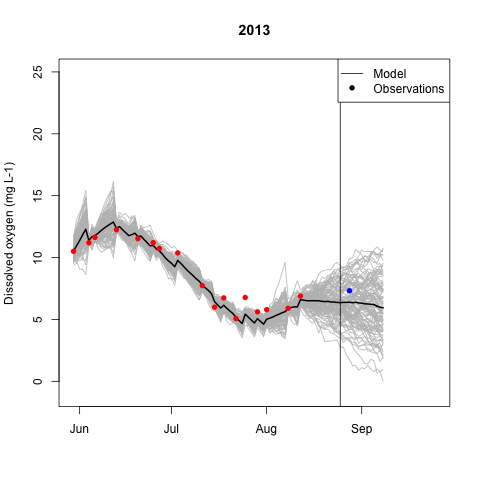 2013
Model
Observations
Dissolved oxygen (mg L-1)
25
20
15
10
5
0
Jun
Jul
Aug
Sep